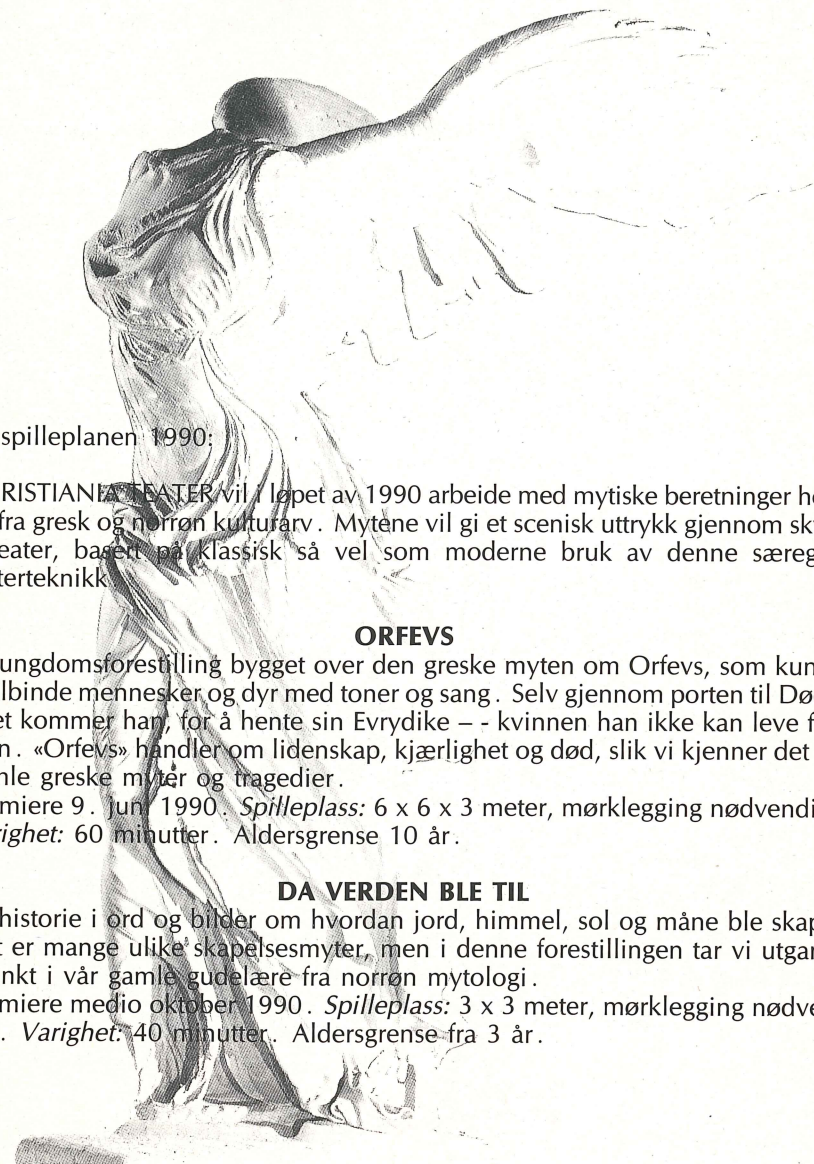 spilleplanen 1990:
RISTIANIA TEATER vil i løpet av 1990 arbeide med mytiske beretninger he
fra gresk og norrøn kulturarv. Mytene vil gi et scenisk uttrykk gjennom sk
eater, basert på klassisk så vel som moderne bruk av denne særeg
terteknikk
ORFEVS
ungdomsforestilling bygget over den greske myten om Orfevs, som kun
lbinde mennesker og dyr med toner og sang. Selv gjennom porten til Dø
et kommer han, for å hente sin Evrydike – - kvinnen han ikke kan leve f
n. «Orfevs» handler om lidenskap, kjærlighet og død, slik vi kjenner det
mle greske myter og tragedier.
miere 9. juni 1990. Spilleplass: 6 x 6 x 3 meter, mørklegging nødvendi
ighet: 60 minutter. Aldersgrense 10 år.
DA VERDEN BLE TIL
historie i ord og bilder om hvordan jord, himmel, sol og måne ble skap
t er mange ulike skapelsesmyter, men i denne forestillingen tar vi utgan
nkt i vår gamle gudelære fra norrøn mytologi.
miere medio oktober 1990. Spilleplass: 3 x 3 meter, mørklegging nødve
. Varighet: 40 minutter. Aldersgrense fra 3 år.